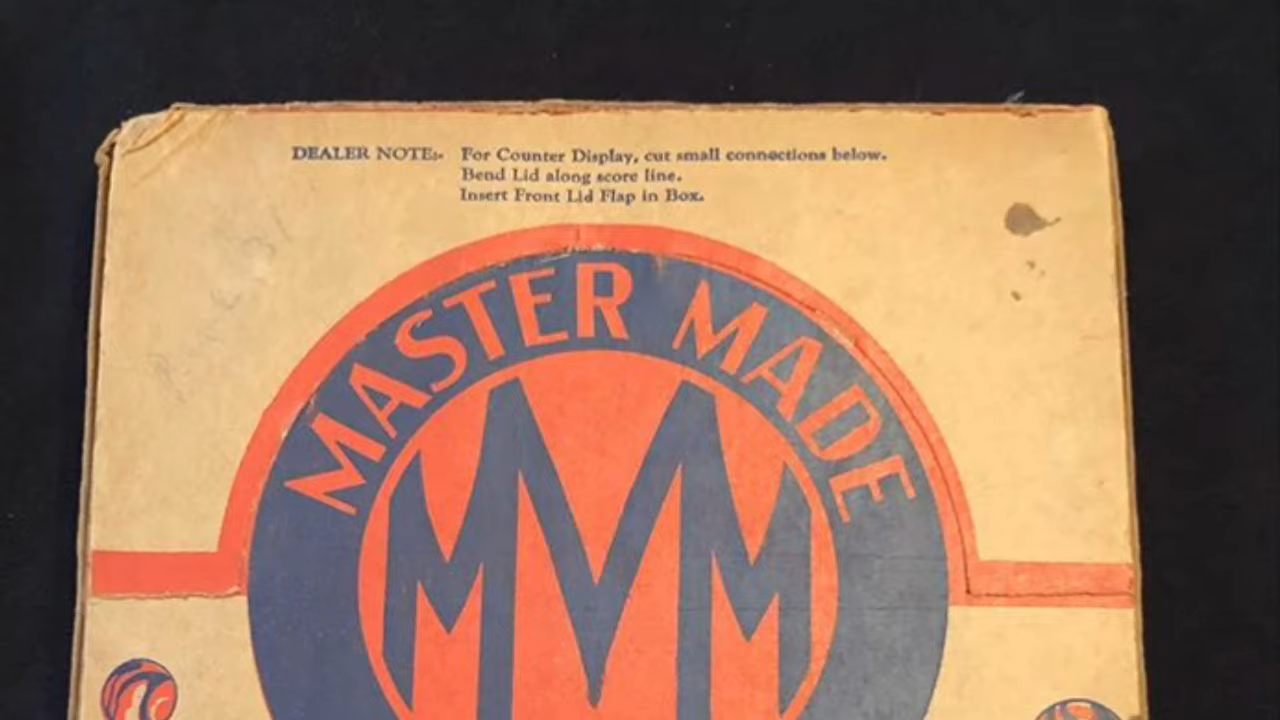 DEALER NOTE:- For Counter Display, cut small connections below.
Bend Lid along score line.
Insert Front Lid Flap in Box.
MASTER MADE
MMM